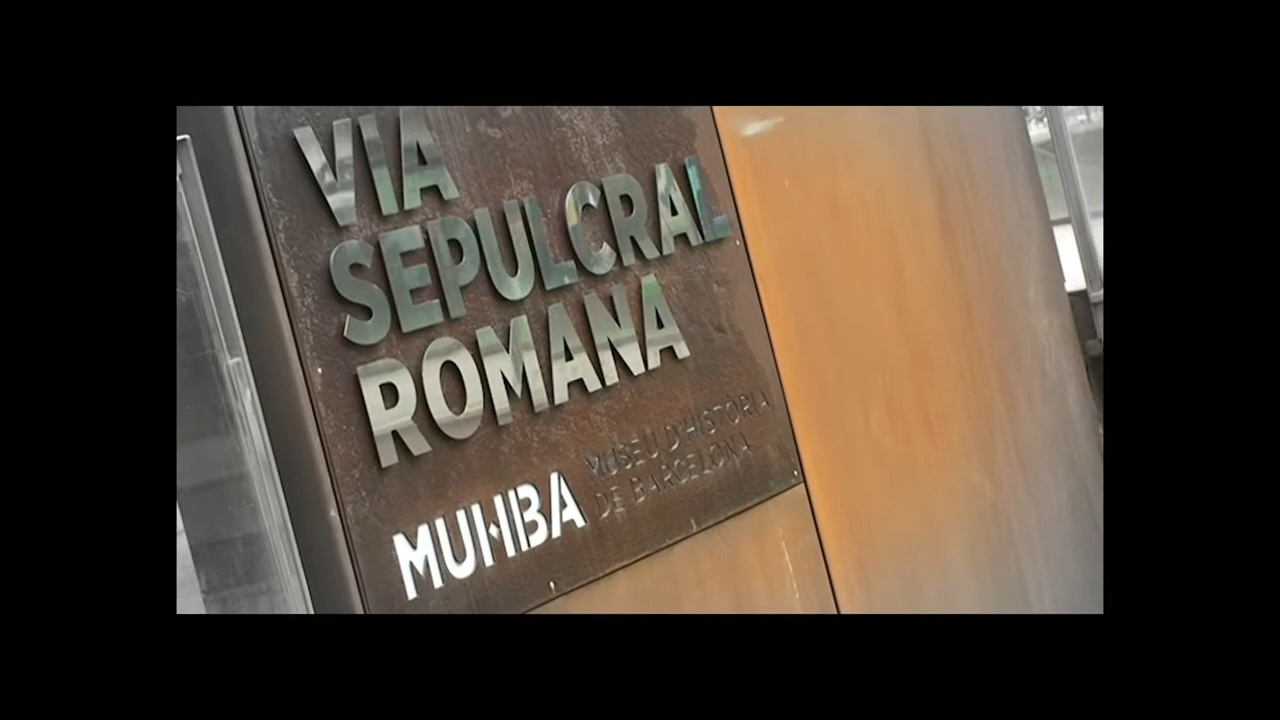 VIA
SEPULCRAL
ROMANA
MUHBA
MUSEU D'HISTÒRIA
DE BARCELONA